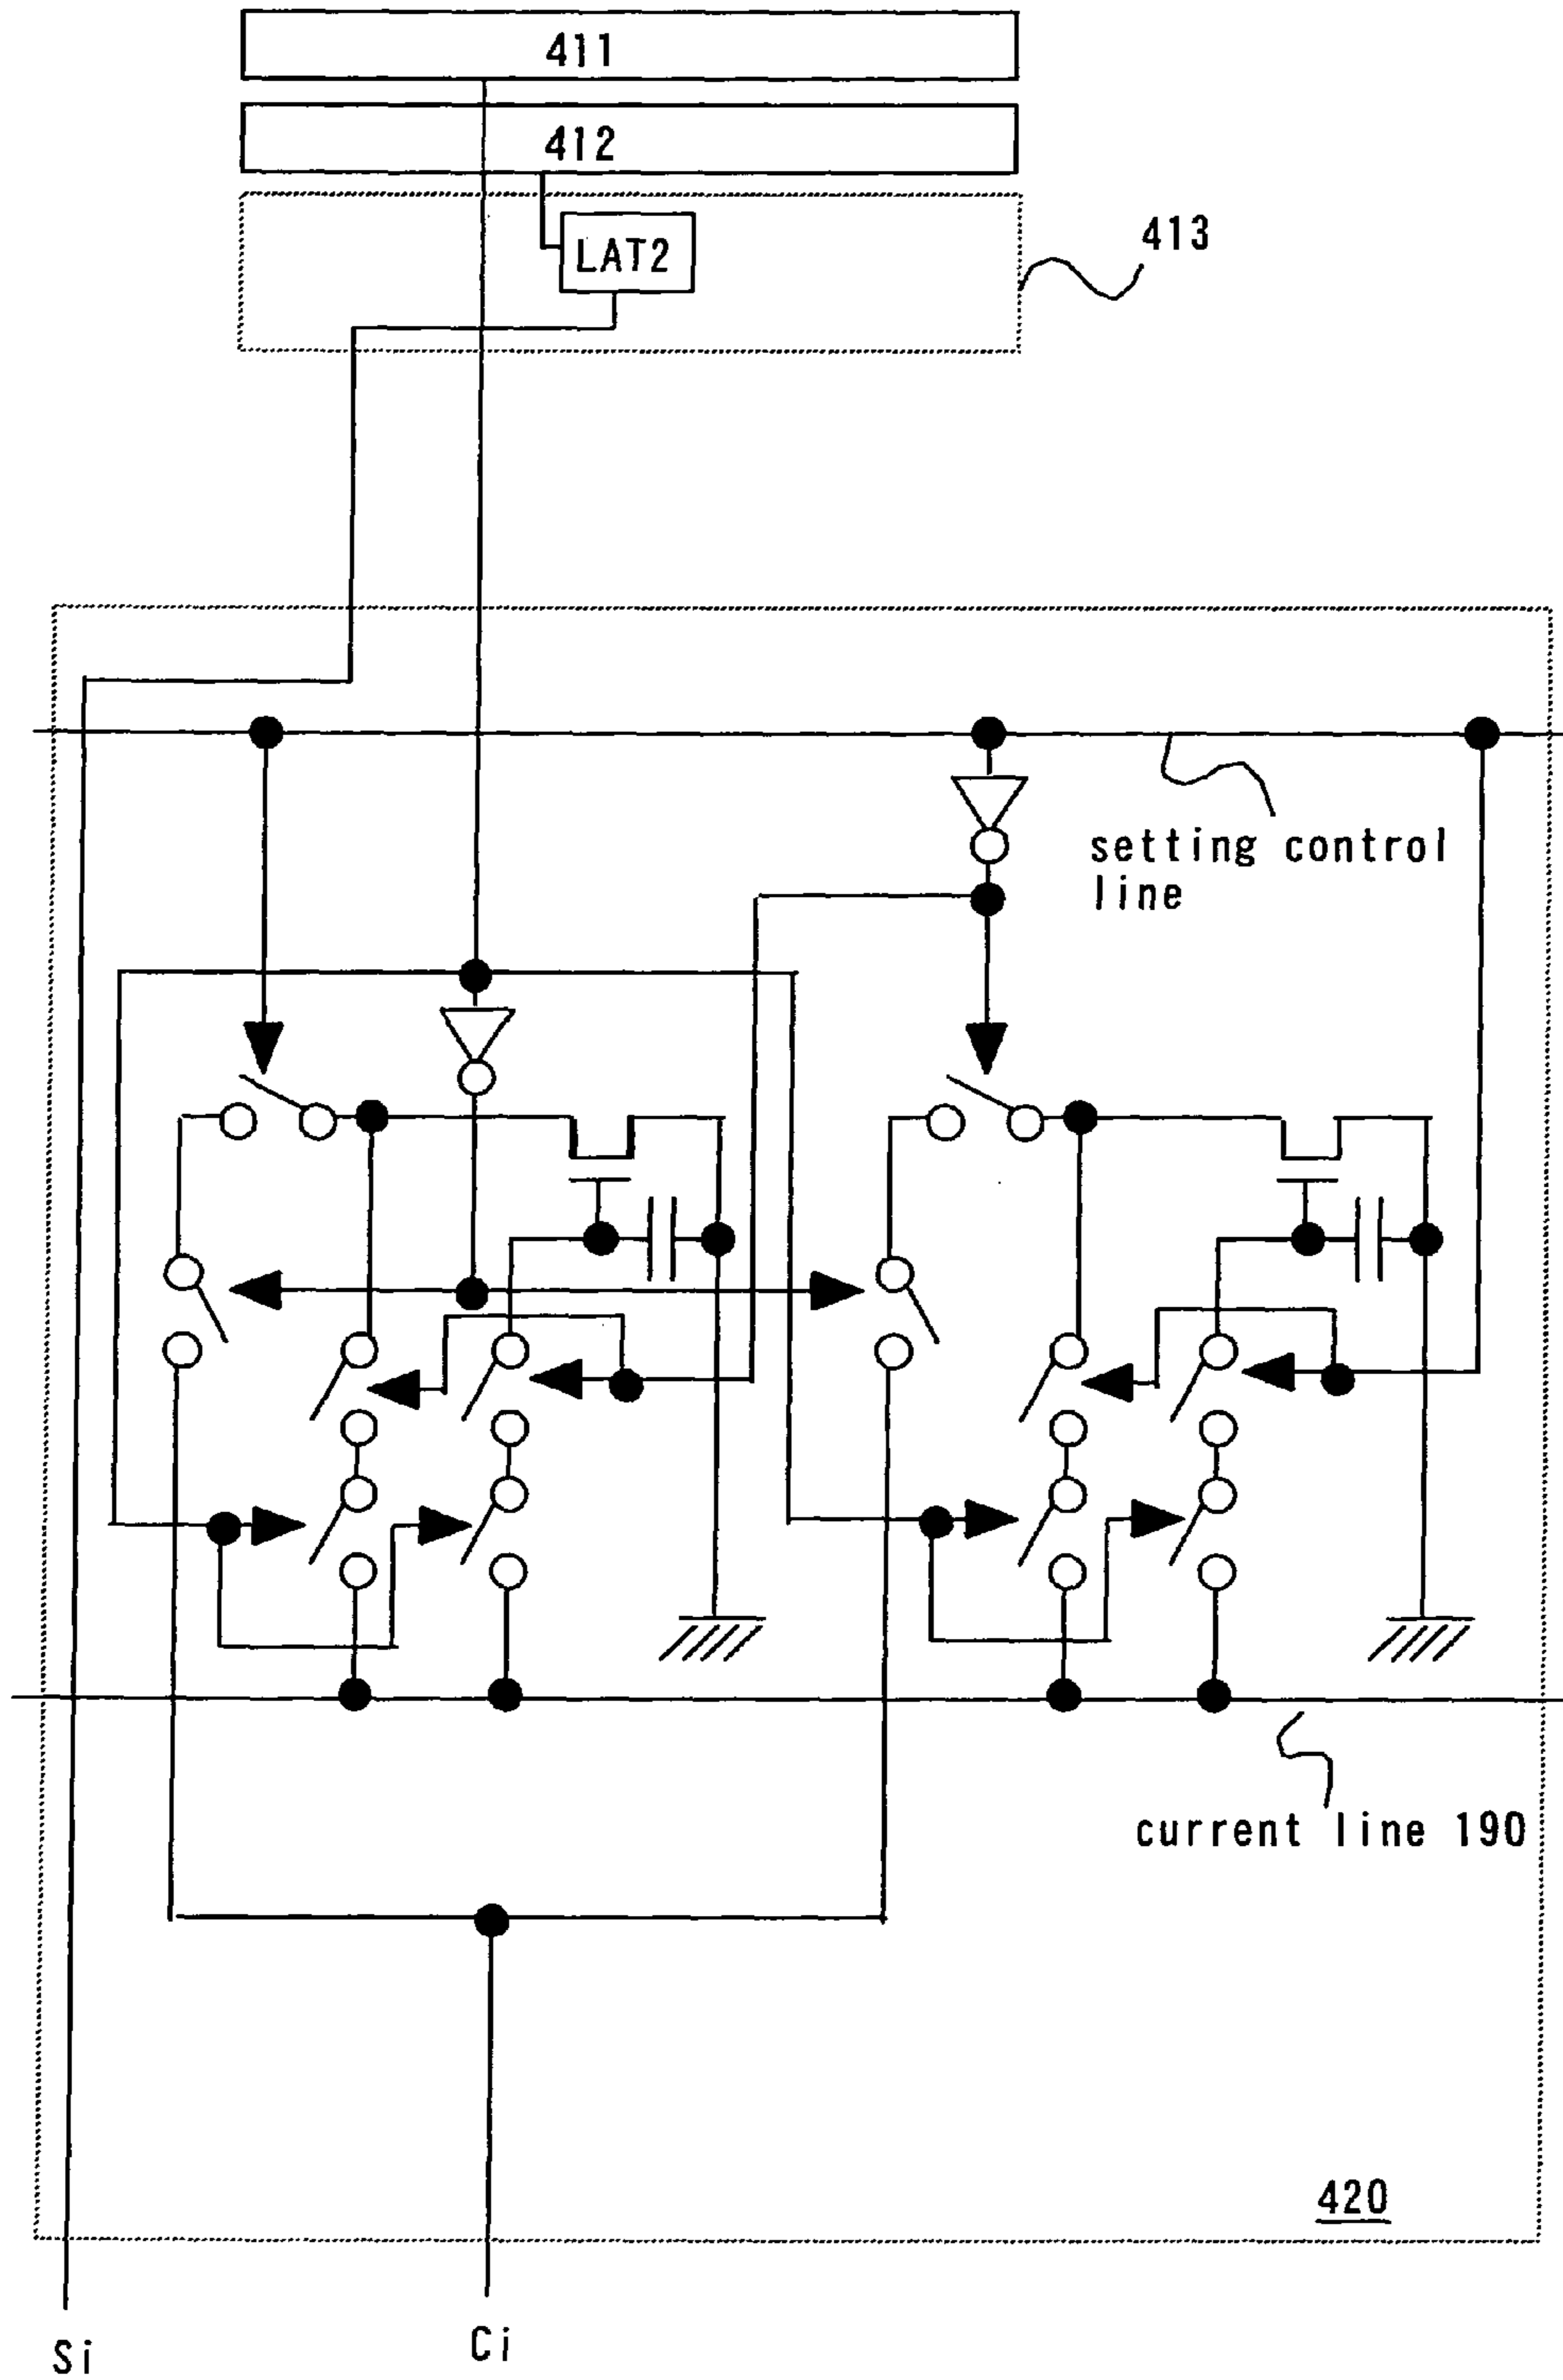 411
412
LAT2
413
setting control
line
current line 190
420
Si
Ci